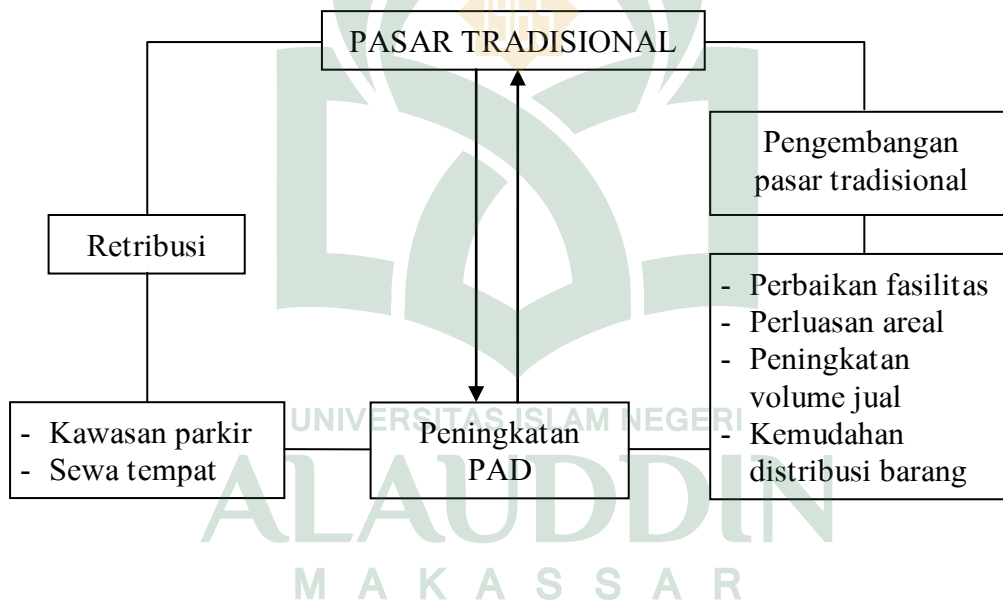 PASAR TRADISIONAL
Pengembangan
pasar tradisional
Retribusi
- Perbaikan fasilitas
- Perluasan areal
- Peningkatan
volume jual
- Kemudahan
distribusi barang
- Kawasan parkir
- Sewa tempat
Peningkatan
PAD
UNIVERSITAS ISLAM NEGERI
ALAUDDIN
MAKASSAR